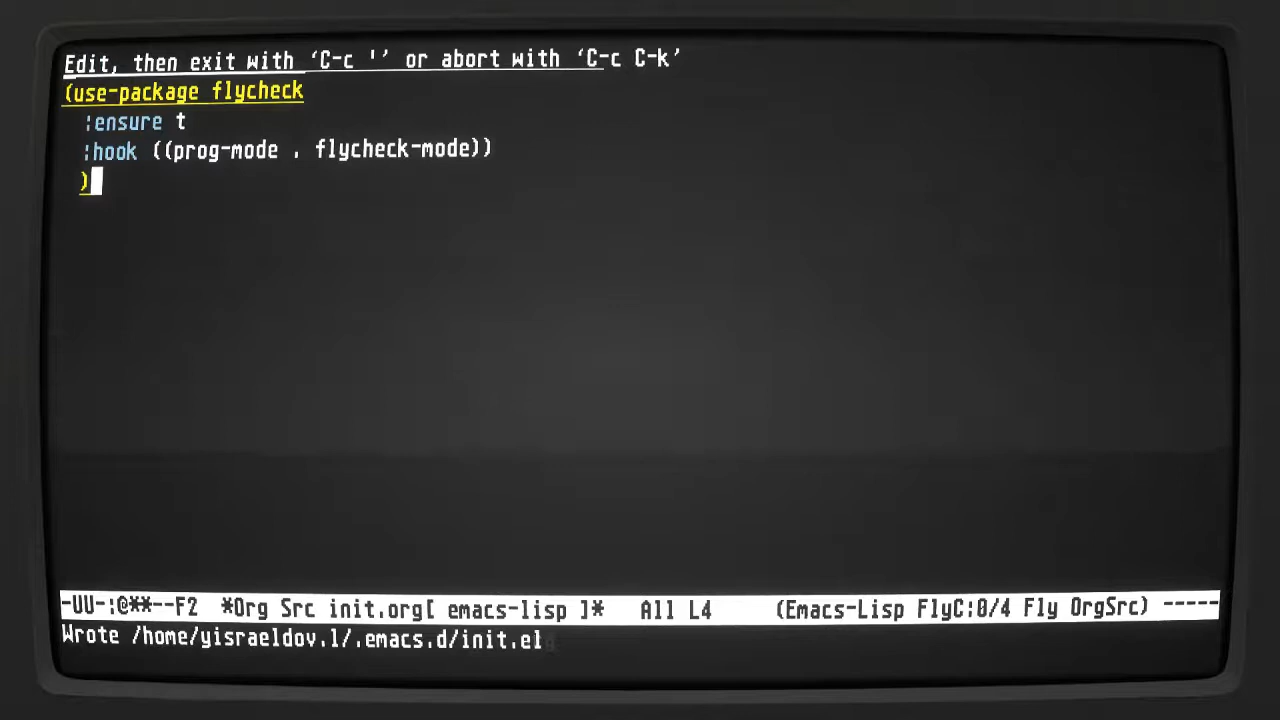 Edit, then exit with ‘C-c '’ or abort with ‘C-c C-k’
(use-package flycheck
:ensure t
:hook ((prog-mode . flycheck-mode))
)
-UU-:@**--F2 *Org Src init.org[ emacs-lisp ]* All L4 (Emacs-Lisp FlyC:0/4 Fly OrgSrc) -----
Wrote /home/yisraeldov.l/.emacs.d/init.el